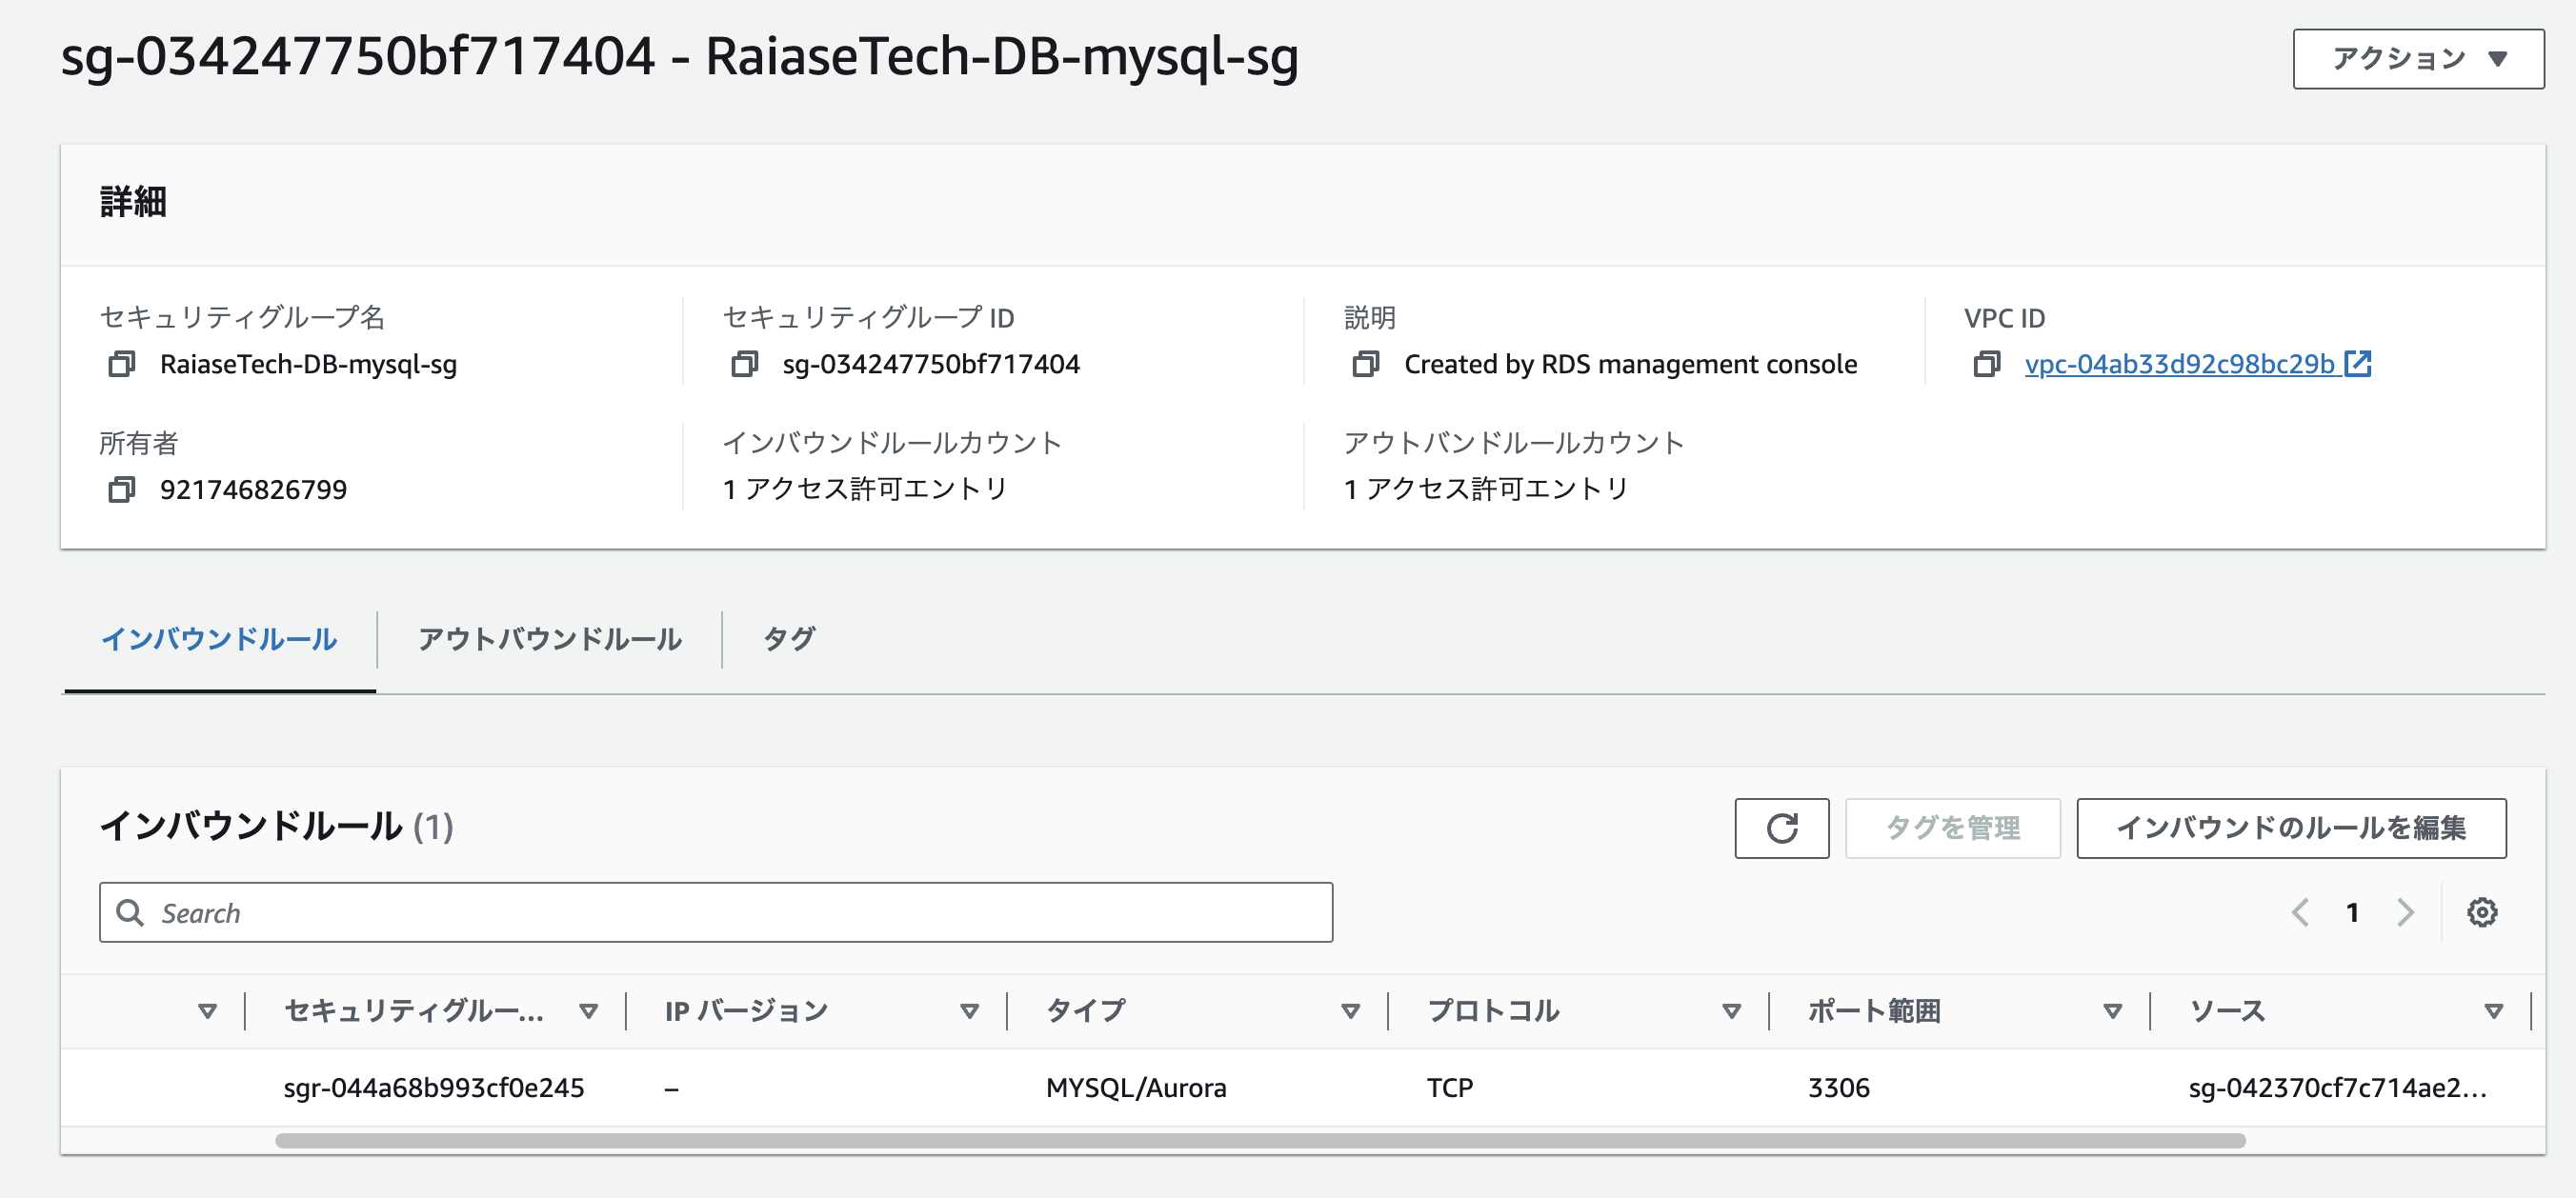 sg-034247750bf717404 - RaiaseTech-DB-mysql-sg
アクション
詳細
セキュリティグループ名
RaiaseTech-DB-mysql-sg
セキュリティグループ ID
sg-034247750bf717404
説明
Created by RDS management console
VPC ID
vpc-04ab33d92c98bc29b
所有者
921746826799
インバウンドルールカウント
1 アクセス許可エントリ
アウトバンドルールカウント
1 アクセス許可エントリ
インバウンドルール
アウトバウンドルール
タグ
インバウンドルール (1)
タグを管理
インバウンドのルールを編集
Search
1
セキュリティグルー...
IP バージョン
タイプ
プロトコル
ポート範囲
ソース
sgr-044a68b993cf0e245
–
MYSQL/Aurora
TCP
3306
sg-042370cf7c714ae2...